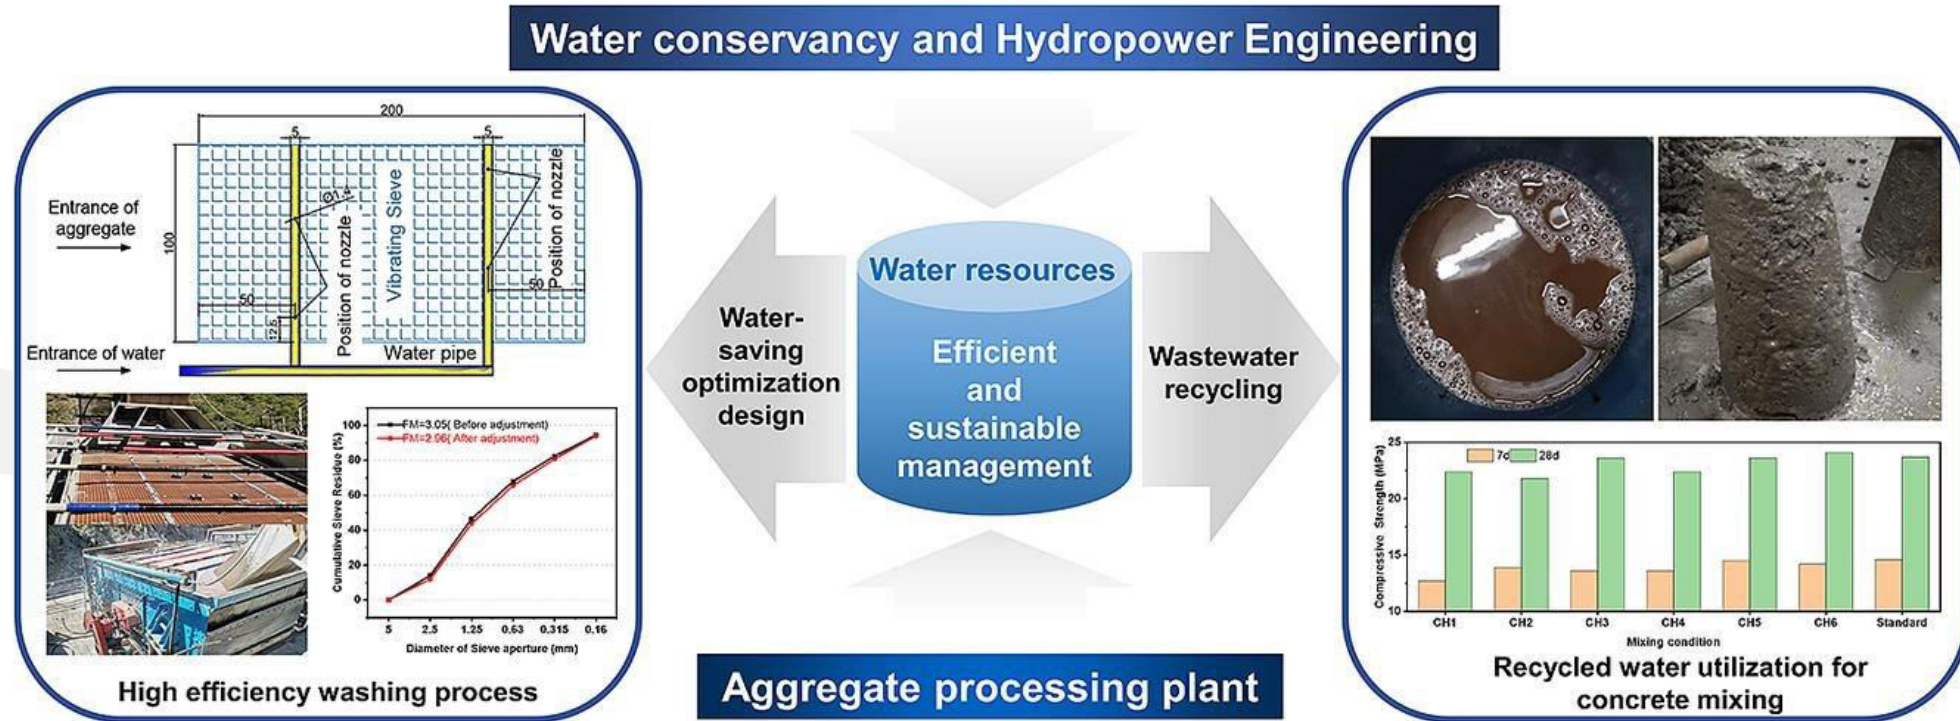 Water conservancy and Hydropower Engineering
200
5
5
Entrance of
aggregate
100
Ø1.4
Position of nozzle
Vibrating Sieve
Position of nozzle
50
50
12.5
Entrance of water
Water pipe
FM=3.05( Before adjustment)
FM=2.96( After adjustment)
Cumulative Sieve Residue (%)
100
80
60
40
20
0
5
2.5
1.25
0.63
0.315
0.16
Diameter of Sieve aperture (mm)
High efficiency washing process
Water-
saving
optimization
design
Water resources
Efficient
and
sustainable
management
Wastewater
recycling
Aggregate processing plant
7d
28d
Compressive Strength (MPa)
25
20
15
10
CH1
CH2
CH3
CH4
CH5
CH6
Standard
Mixing condition
Recycled water utilization for
concrete mixing